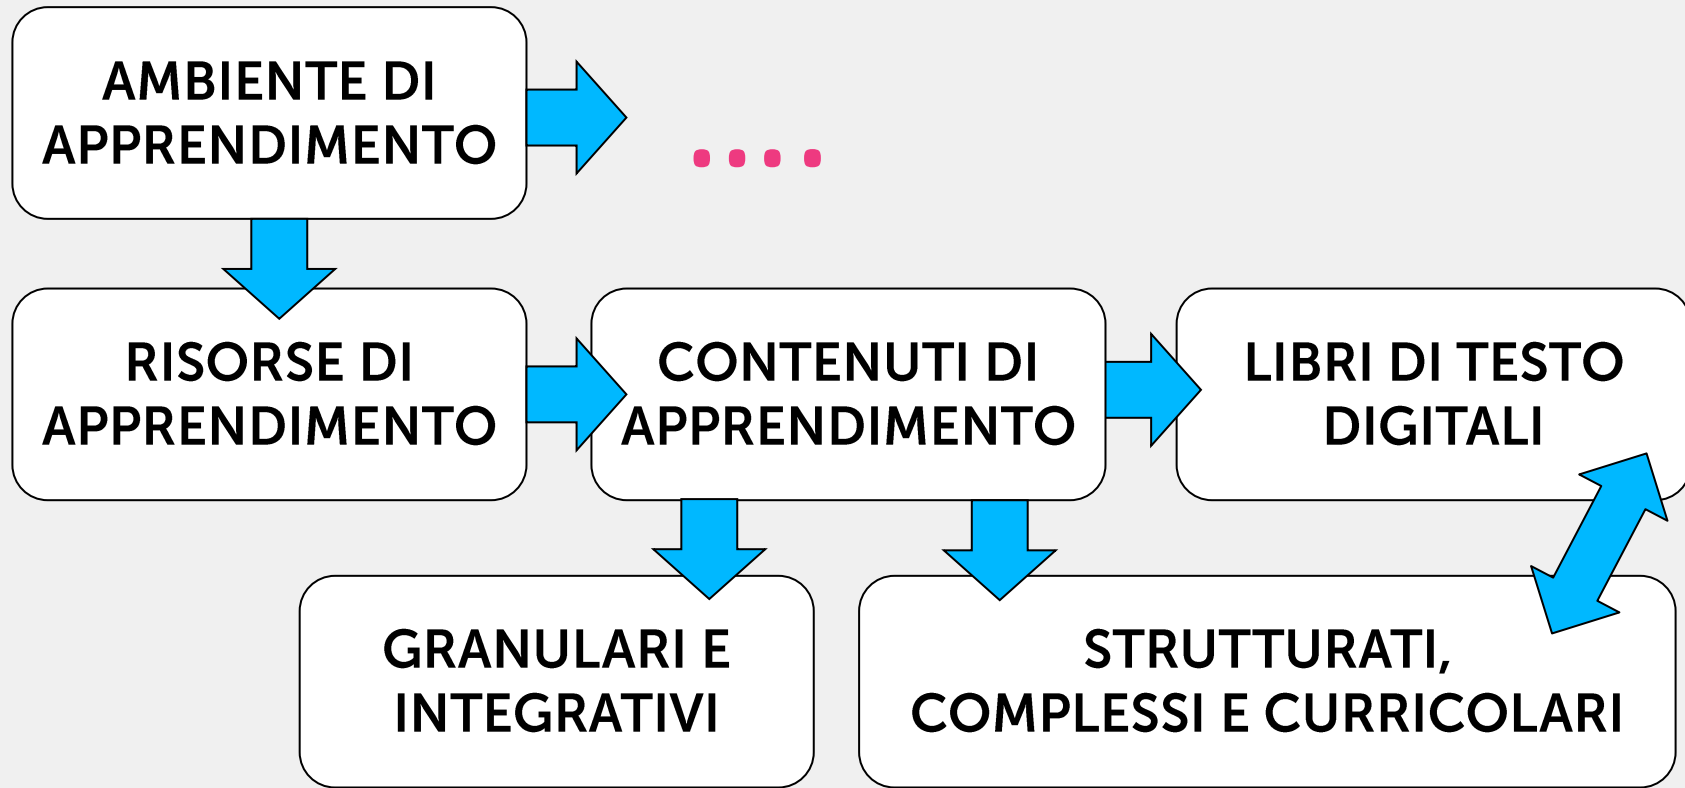 AMBIENTE DI
APPRENDIMENTO
....
RISORSE DI
APPRENDIMENTO
CONTENUTI DI
APPRENDIMENTO
LIBRI DI TESTO
DIGITALI
GRANULARI E
INTEGRATIVI
STRUTTURATI,
COMPLESSI E CURRICOLARI